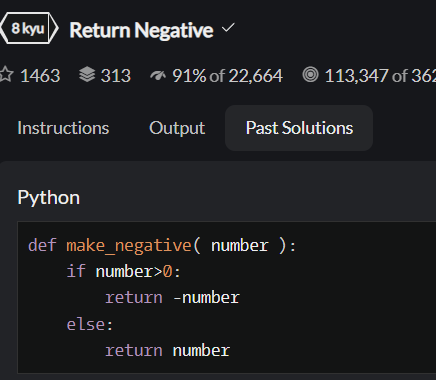 8 kyu Return Negative
1463 313 91% of 22,664 113,347 of 362
Instructions Output Past Solutions
Python
def make_negative( number ):
    if number>0:
        return -number
    else:
        return number